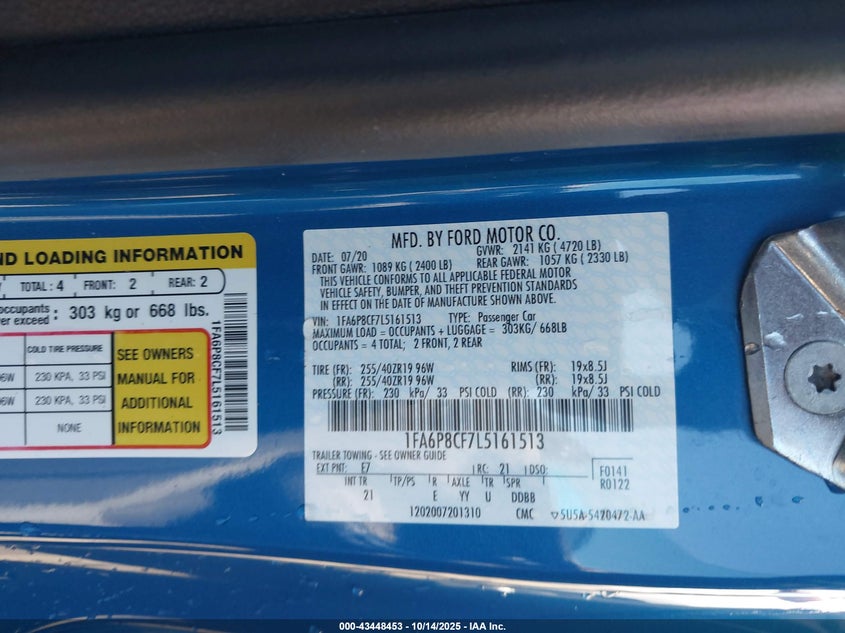 ND LOADING INFORMATION
TOTAL: 4 FRONT: 2 REAR: 2
occupants
ver exceed : 303 kg or 668 lbs.
COLD TIRE PRESSURE
96W 230 KPA, 33 PSI
96W 230 KPA, 33 PSI
NONE
SEE OWNERS
MANUAL FOR
ADDITIONAL
INFORMATION
1FA6P8CF7L5161513
MFD. BY FORD MOTOR CO.
DATE: 07/20 GVWR: 2141 KG ( 4720 LB)
FRONT GAWR: 1089 KG ( 2400 LB) REAR GAWR: 1057 KG ( 2330 LB)
THIS VEHICLE CONFORMS TO ALL APPLICABLE FEDERAL MOTOR
VEHICLE SAFETY, BUMPER, AND THEFT PREVENTION STANDARDS
IN EFFECT ON THE DATE OF MANUFACTURE SHOWN ABOVE.
VIN: 1FA6P8CF7L5161513 TYPE: Passenger Car
MAXIMUM LOAD = OCCUPANTS + LUGGAGE = 303KG/ 668LB
OCCUPANTS = 4 TOTAL; 2 FRONT, 2 REAR
TIRE (FR): 255/40ZR19 96W RIMS (FR): 19x8.5J
(RR): 255/40ZR19 96W (RR): 19x8.5J
PRESSURE (FR): 230 kPa/ 33 PSI COLD (RR): 230 kPa/ 33 PSI COLD
1FA6P8CF7L5161513
TRAILER TOWING - SEE OWNER GUIDE
EXT PNT: E7 RC: 21 DSO:
INT TR TP/PS R AXLE TR SPR
21 E YY U DDBB
F0141
R0122
1202007201310 CMC 5U5A-5420472-AA
000-43448453 - 10/14/2025 - IAA Inc.